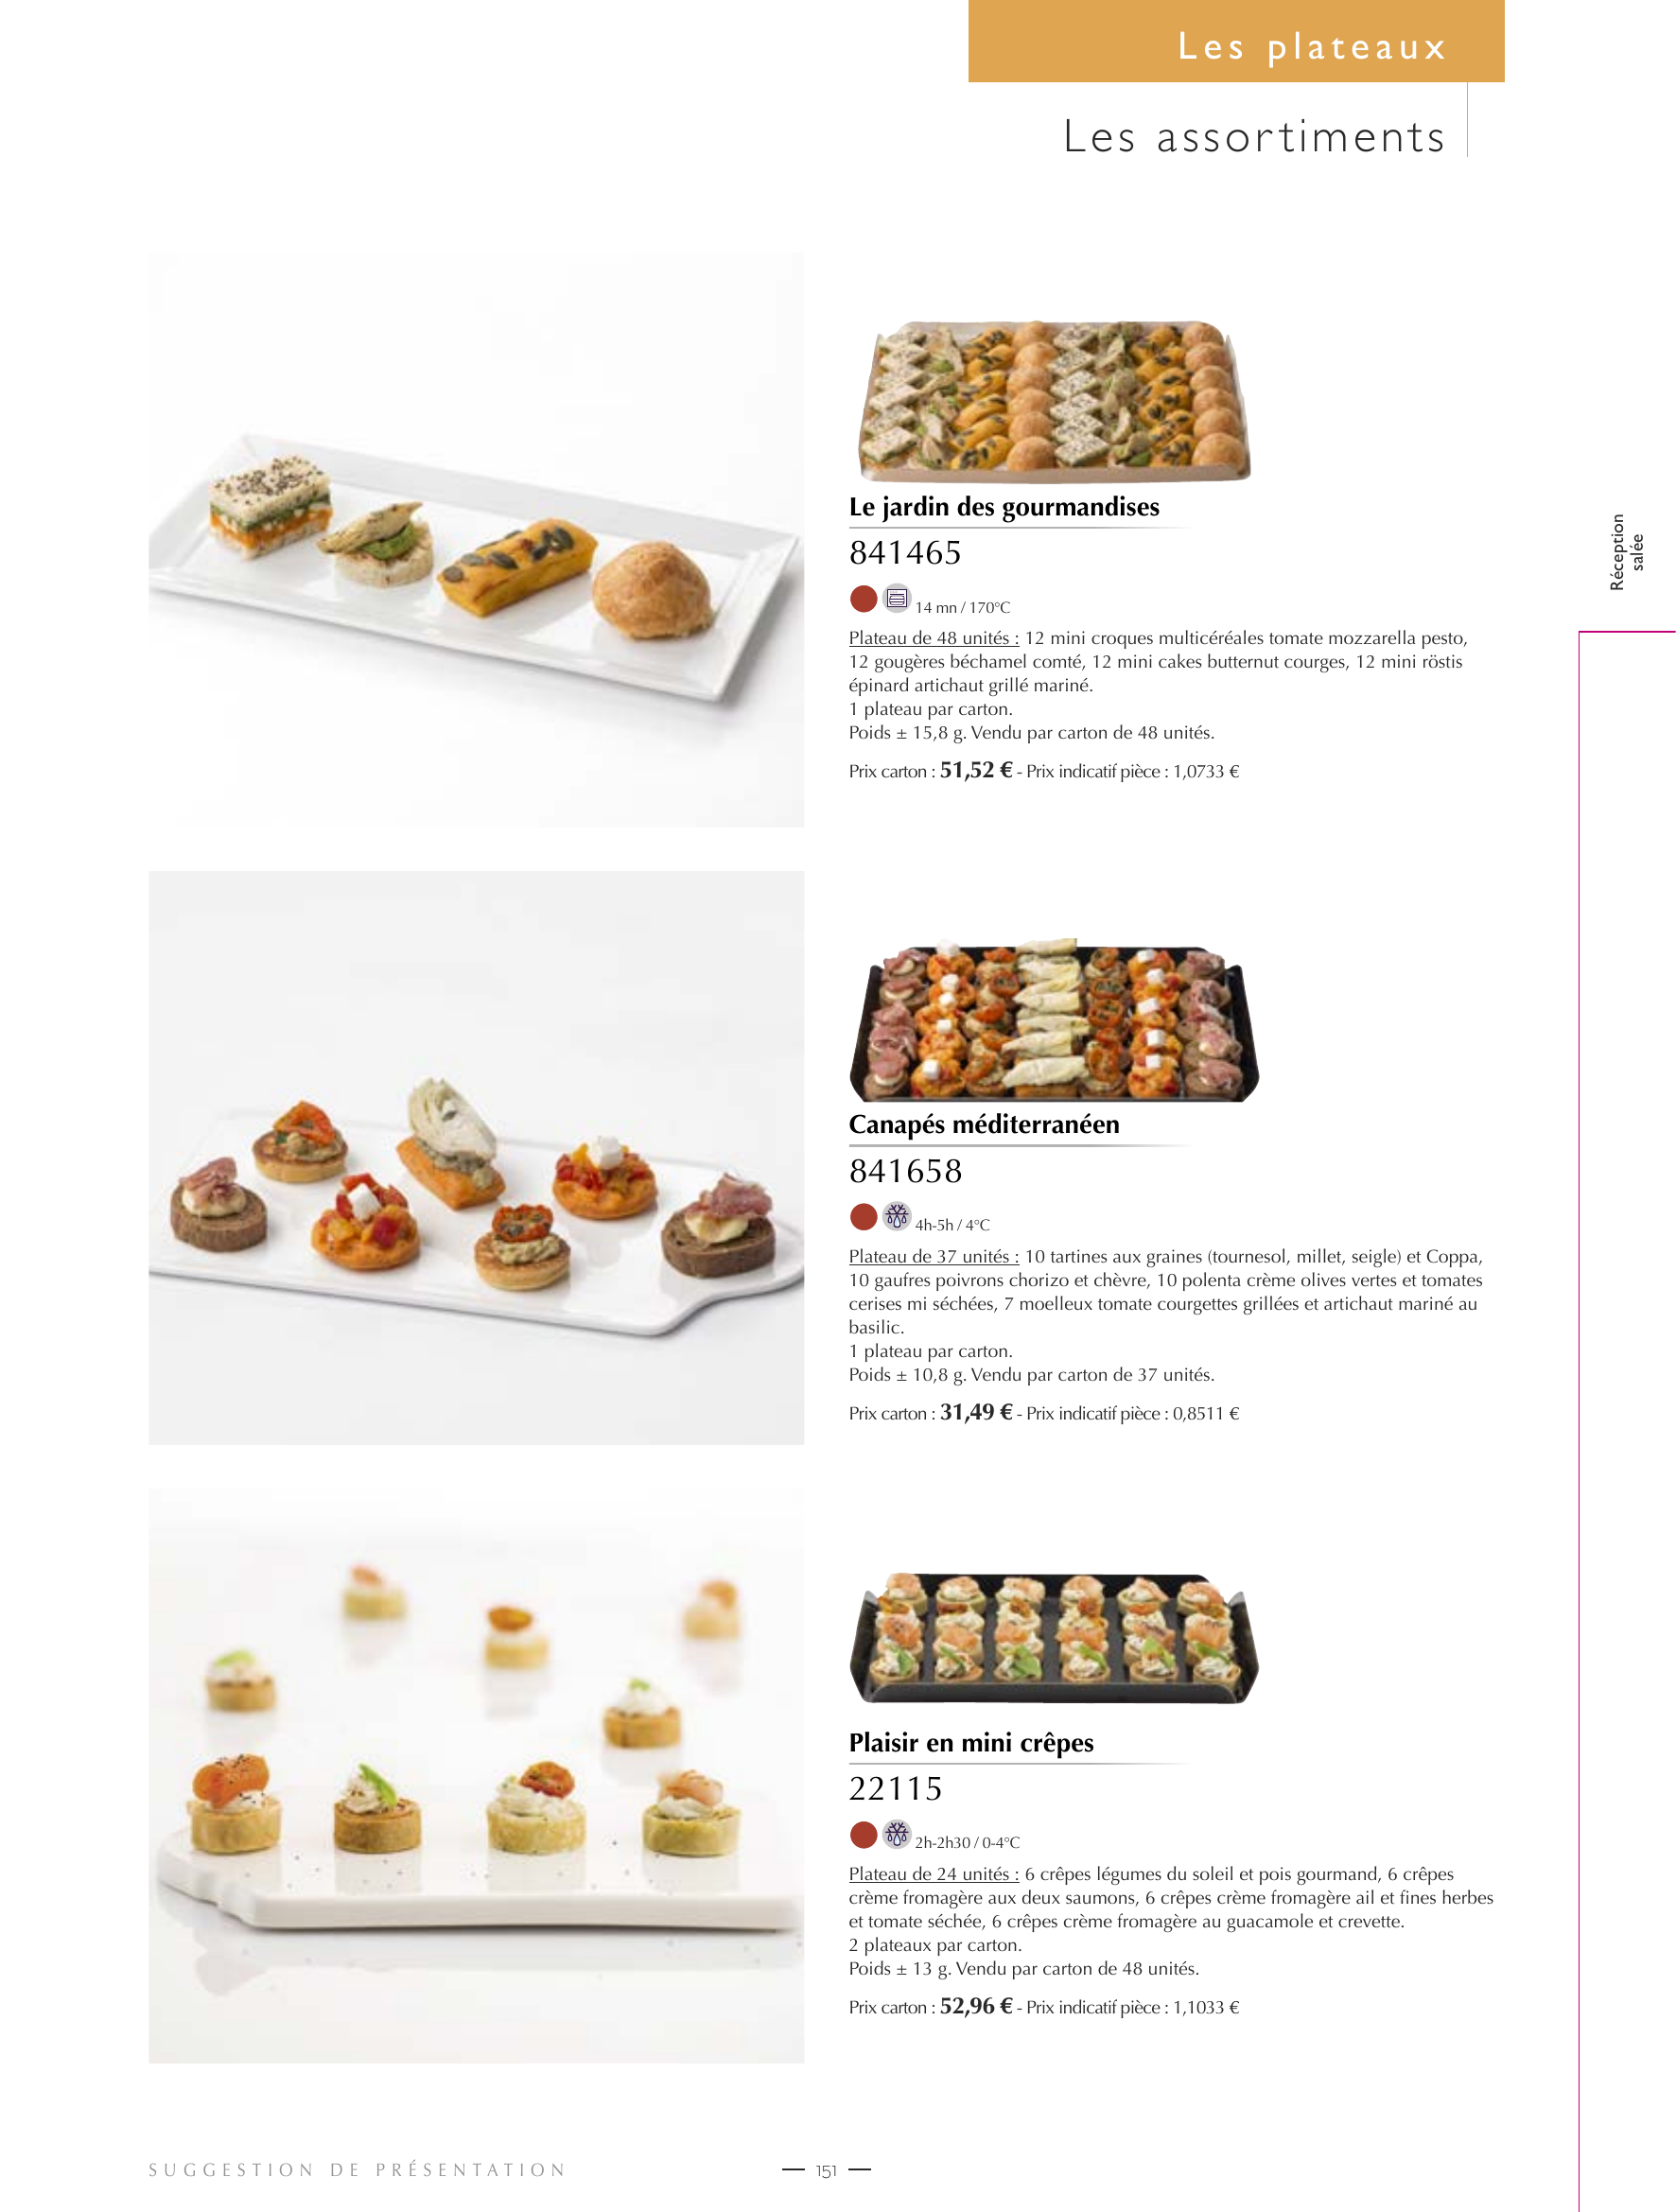 Les plateaux
Les assortiments
Réception
salée
Le jardin des gourmandises
841465
14 mn / 170°C
Plateau de 48 unités : 12 mini croques multicéréales tomate mozzarella pesto,
12 gougères béchamel comté, 12 mini cakes butternut courges, 12 mini röstis
épinard artichaut grillé mariné.
1 plateau par carton.
Poids ± 15,8 g. Vendu par carton de 48 unités.
Prix carton : 51,52 € - Prix indicatif pièce : 1,0733 €
Canapés méditerranéen
841658
4h-5h / 4°C
Plateau de 37 unités : 10 tartines aux graines (tournesol, millet, seigle) et Coppa,
10 gaufres poivrons chorizo et chèvre, 10 polenta crème olives vertes et tomates
cerises mi séchées, 7 moelleux tomate courgettes grillées et artichaut mariné au
basilic.
1 plateau par carton.
Poids ± 10,8 g. Vendu par carton de 37 unités.
Prix carton : 31,49 € - Prix indicatif pièce : 0,8511 €
Plaisir en mini crêpes
22115
2h-2h30 / 0-4°C
Plateau de 24 unités : 6 crêpes légumes du soleil et pois gourmand, 6 crêpes
crème fromagère aux deux saumons, 6 crêpes crème fromagère ail et fines herbes
et tomate séchée, 6 crêpes crème fromagère au guacamole et crevette.
2 plateaux par carton.
Poids ± 13 g. Vendu par carton de 48 unités.
Prix carton : 52,96 € - Prix indicatif pièce : 1,1033 €
SUGGESTION DE PRÉSENTATION
151